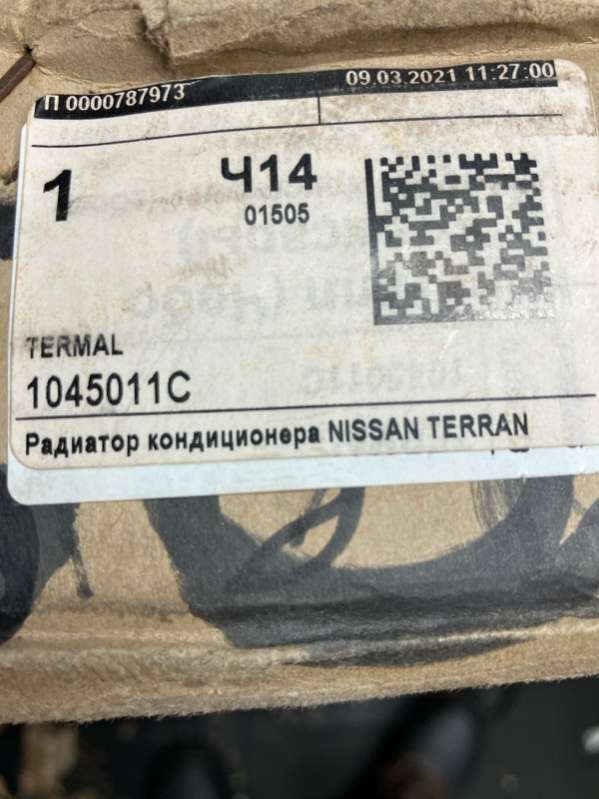 П 0000787973 09.03.2021 11:27:00
1 Ч14
01505
TERMAL
1045011C
Радиатор кондиционера NISSAN TERRAN